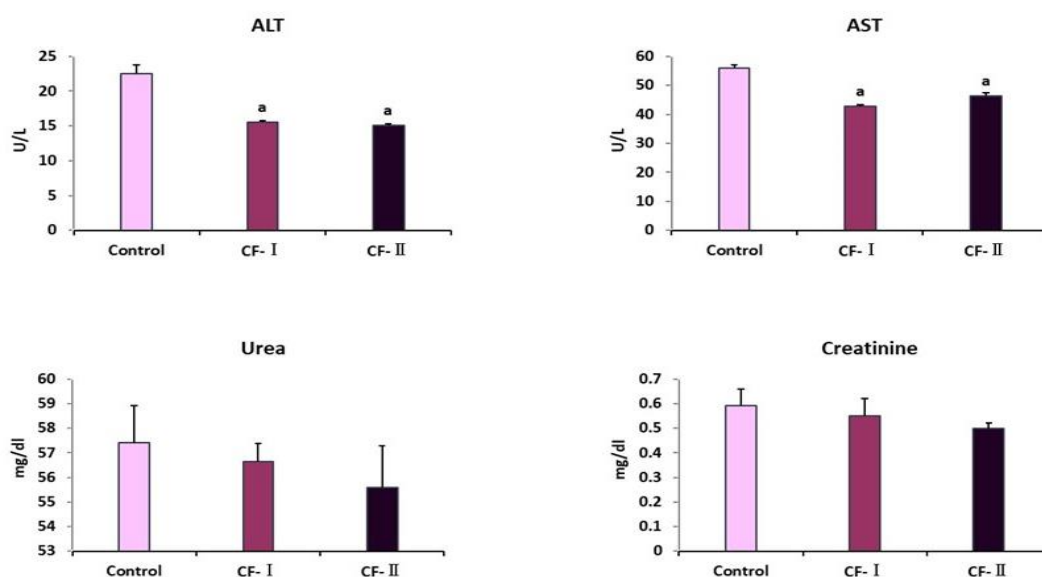 ALT
25
20
15
10
5
0
U/L
a
a
Control
CF- Ⅰ
CF- Ⅱ
AST
60
50
40
30
20
10
0
U/L
a
a
Control
CF- Ⅰ
CF- Ⅱ
Urea
60
59
58
57
56
55
54
53
mg/dl
Control
CF- Ⅰ
CF- Ⅱ
Creatinine
0.7
0.6
0.5
0.4
0.3
0.2
0.1
0
mg/dl
Control
CF- Ⅰ
CF- Ⅱ